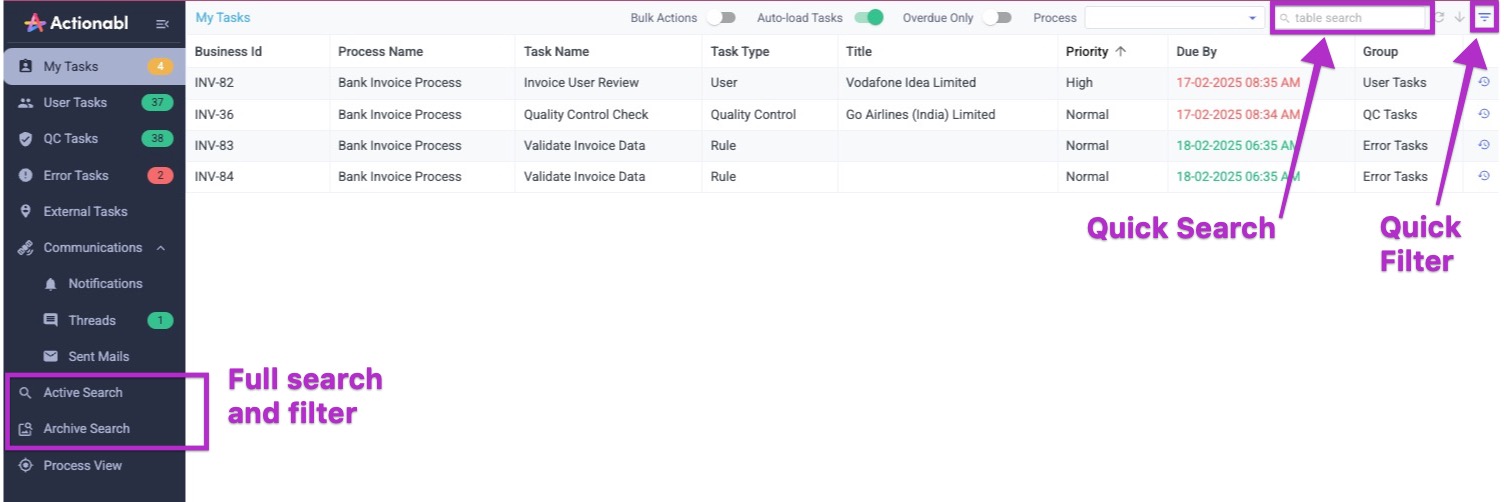 Actionabl
My Tasks 4
User Tasks 37
QC Tasks 38
Error Tasks 2
External Tasks
Communications
Notifications
Threads 1
Sent Mails
Active Search
Archive Search
Process View
My Tasks Bulk Actions Auto-load Tasks Overdue Only Process table search
Business Id Process Name Task Name Task Type Title Priority Due By Group
INV-82 Bank Invoice Process Invoice User Review User Vodafone Idea Limited High 17-02-2025 08:35 AM User Tasks
INV-36 Bank Invoice Process Quality Control Check Quality Control Go Airlines (India) Limited Normal 17-02-2025 08:34 AM QC Tasks
INV-83 Bank Invoice Process Validate Invoice Data Rule Normal 18-02-2025 06:35 AM Error Tasks
INV-84 Bank Invoice Process Validate Invoice Data Rule Normal 18-02-2025 06:35 AM Error Tasks
Quick Search
Quick
Filter
Full search
and filter